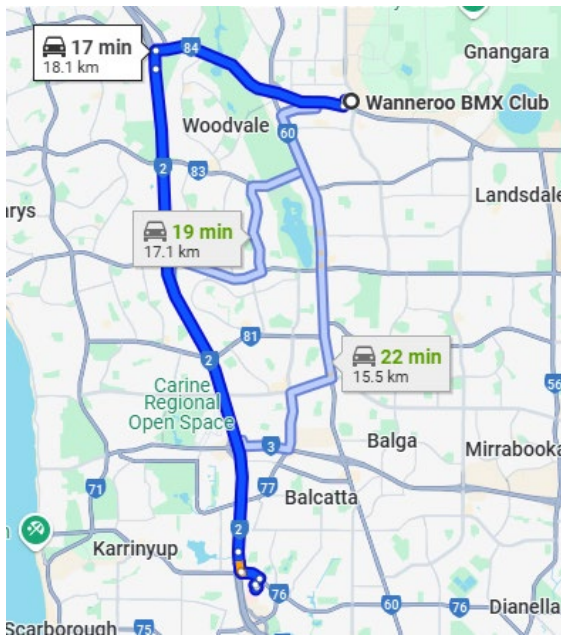 17 min
18.1 km
84
Gnangara
Wanneroo BMX Club
Woodvale
60
2
83
Landsdale
arys
19 min
17.1 km
81
2
22 min
15.5 km
56
Carine
Regional
Open Space
3
Balga
Mirrabooka
71
77
Balcatta
2
Karrinyup
76
60
76
Dianella
Scarborough
75
2